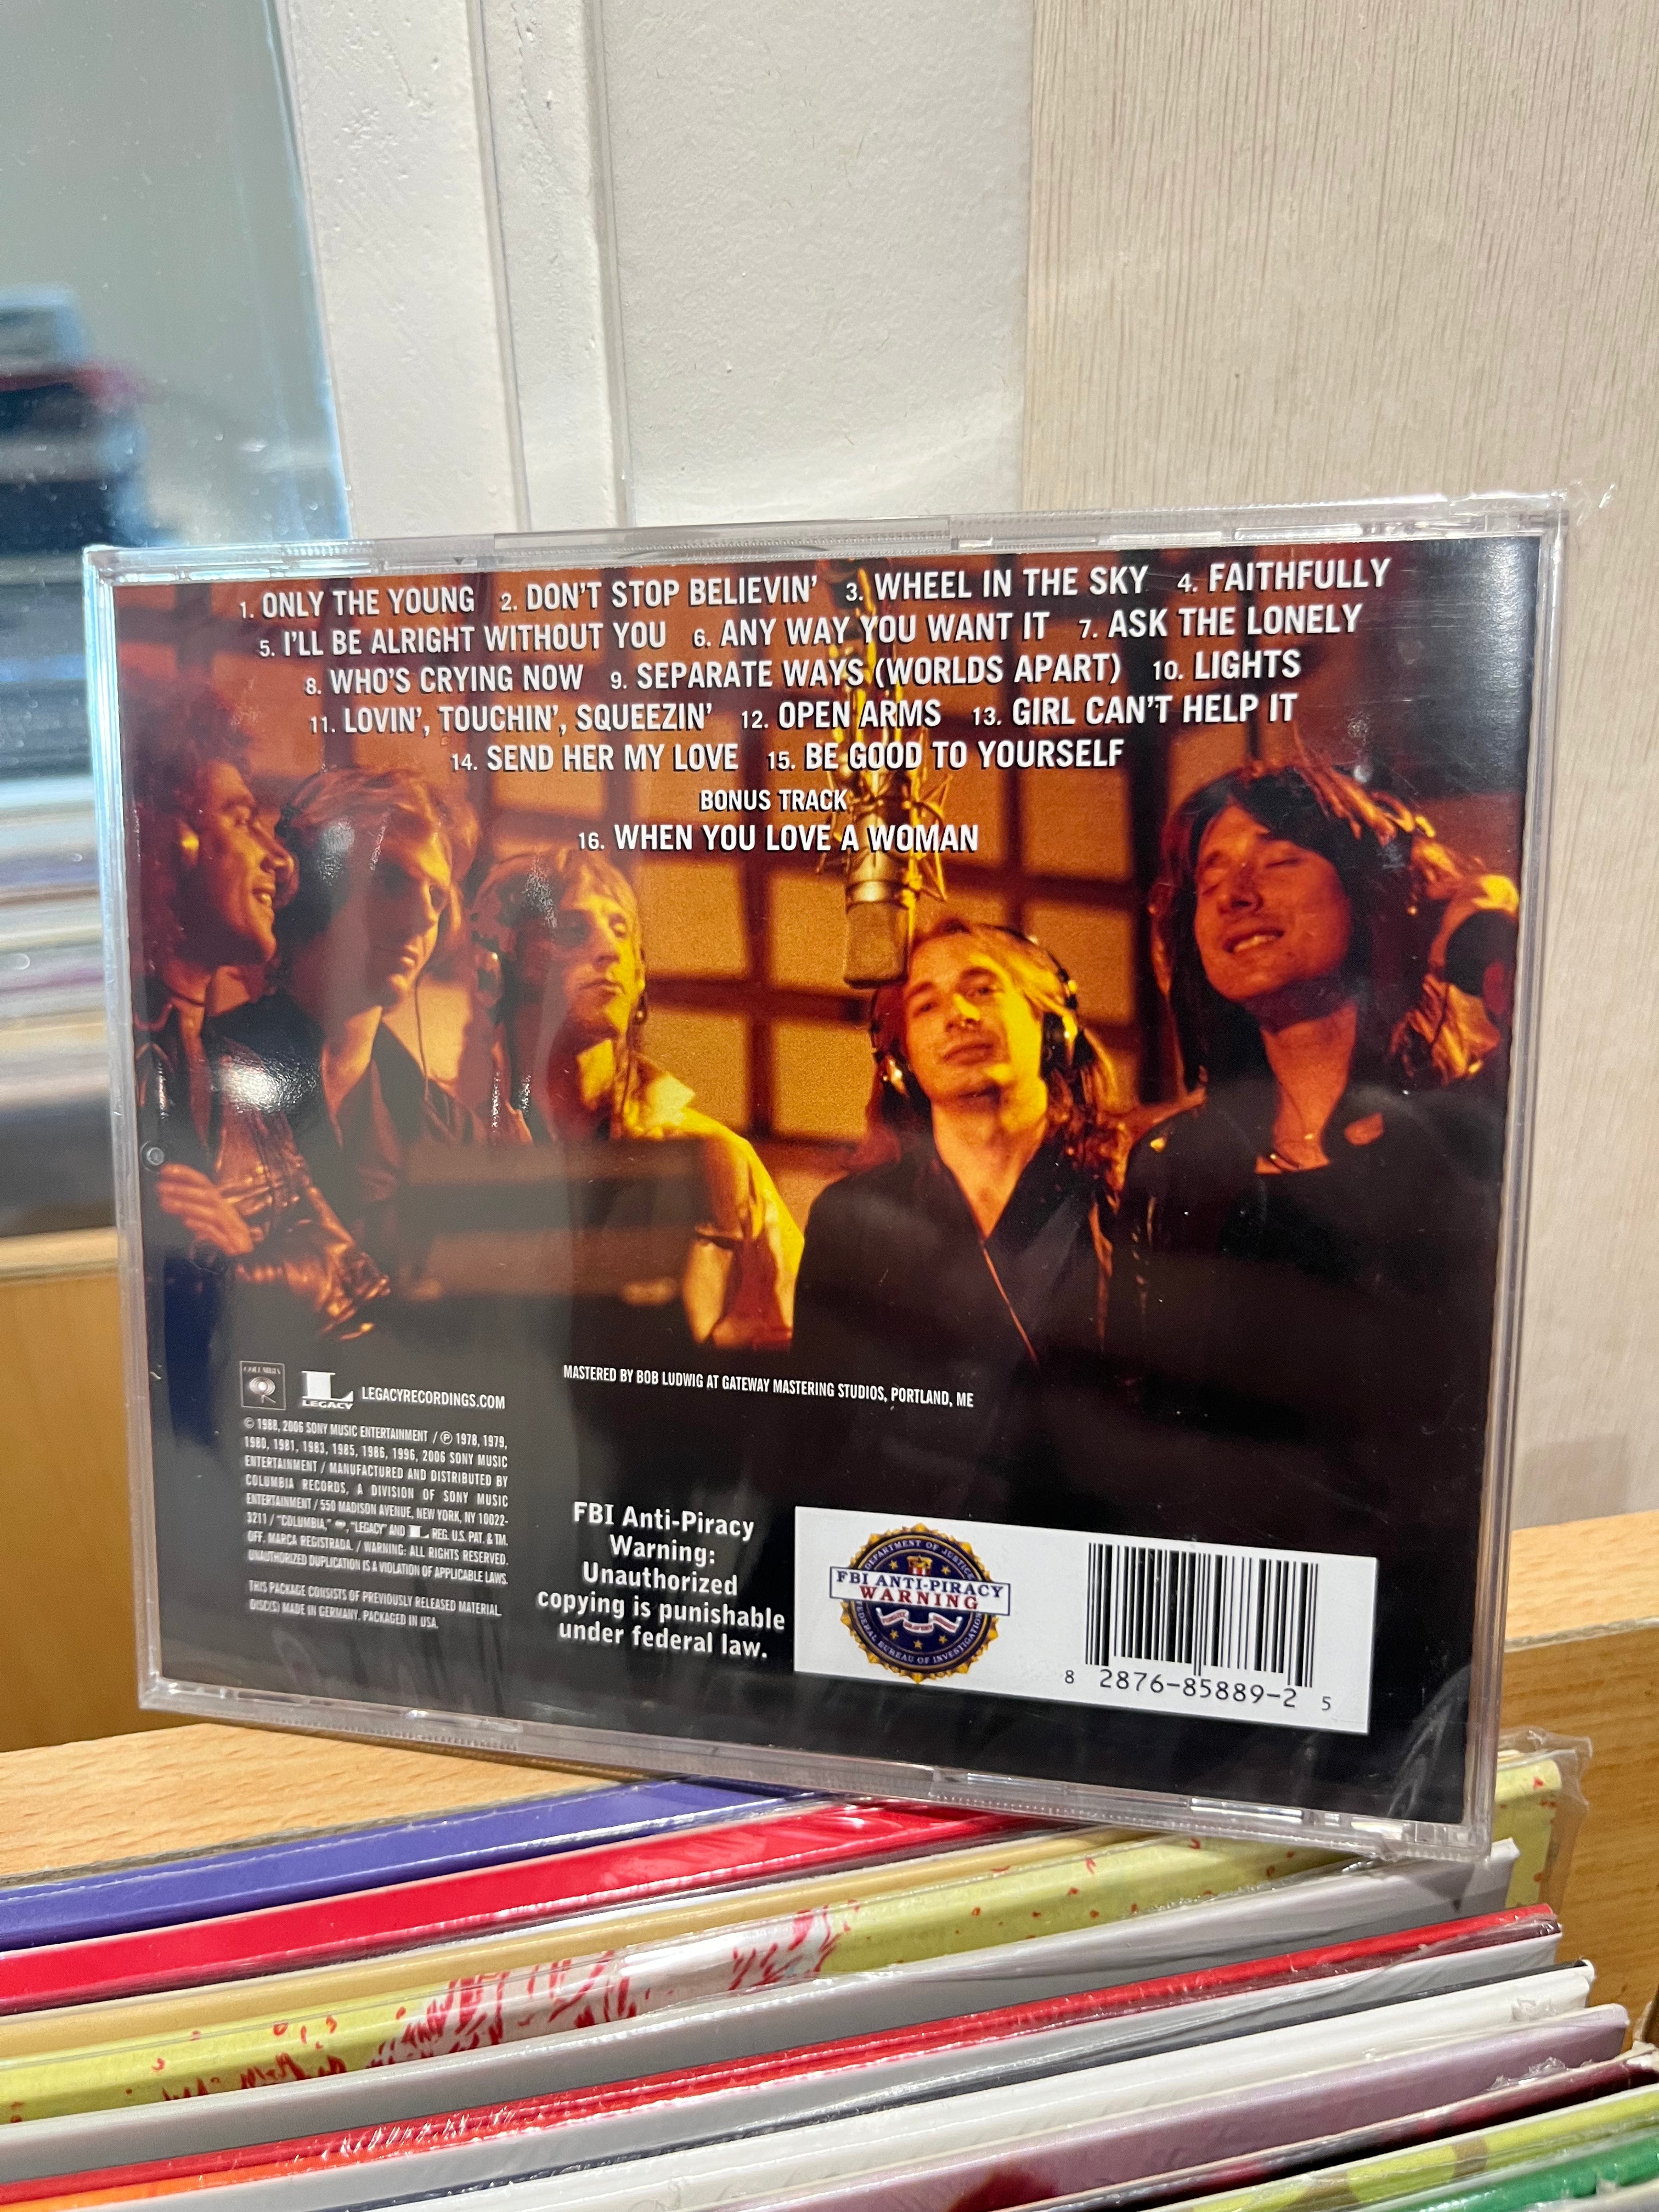 1. ONLY THE YOUNG 2. DON'T STOP BELIEVIN' 3. WHEEL IN THE SKY 4. FAITHFULLY
5. I'LL BE ALRIGHT WITHOUT YOU 6. ANY WAY YOU WANT IT 7. ASK THE LONELY
8. WHO'S CRYING NOW 9. SEPARATE WAYS (WORLDS APART) 10. LIGHTS
11. LOVIN', TOUCHIN', SQUEEZIN' 12. OPEN ARMS 13. GIRL CAN'T HELP IT
14. SEND HER MY LOVE 15. BE GOOD TO YOURSELF
BONUS TRACK
16. WHEN YOU LOVE A WOMAN
MASTERED BY BOB LUDWIG AT GATEWAY MASTERING STUDIOS, PORTLAND, ME
COLUMBIA
L
LEGACY
LEGACYRECORDINGS.COM
© 1988, 2006 SONY MUSIC ENTERTAINMENT / ℗ 1978, 1979,
1980, 1981, 1983, 1985, 1986, 1996, 2006 SONY MUSIC
ENTERTAINMENT / MANUFACTURED AND DISTRIBUTED BY
COLUMBIA RECORDS, A DIVISION OF SONY MUSIC
ENTERTAINMENT / 550 MADISON AVENUE, NEW YORK, NY 10022-
3211 / "COLUMBIA," , "LEGACY" AND L REG. U.S. PAT. & TM.
OFF. MARCA REGISTRADA. / WARNING: ALL RIGHTS RESERVED.
UNAUTHORIZED DUPLICATION IS A VIOLATION OF APPLICABLE LAWS.
THIS PACKAGE CONSISTS OF PREVIOUSLY RELEASED MATERIAL.
DISC(S) MADE IN GERMANY. PACKAGED IN USA.
FBI Anti-Piracy
Warning:
Unauthorized
copying is punishable
under federal law.
DEPARTMENT OF JUSTICE
FBI ANTI-PIRACY
WARNING
FEDERAL BUREAU OF INVESTIGATION
8 2876-85889-2 5